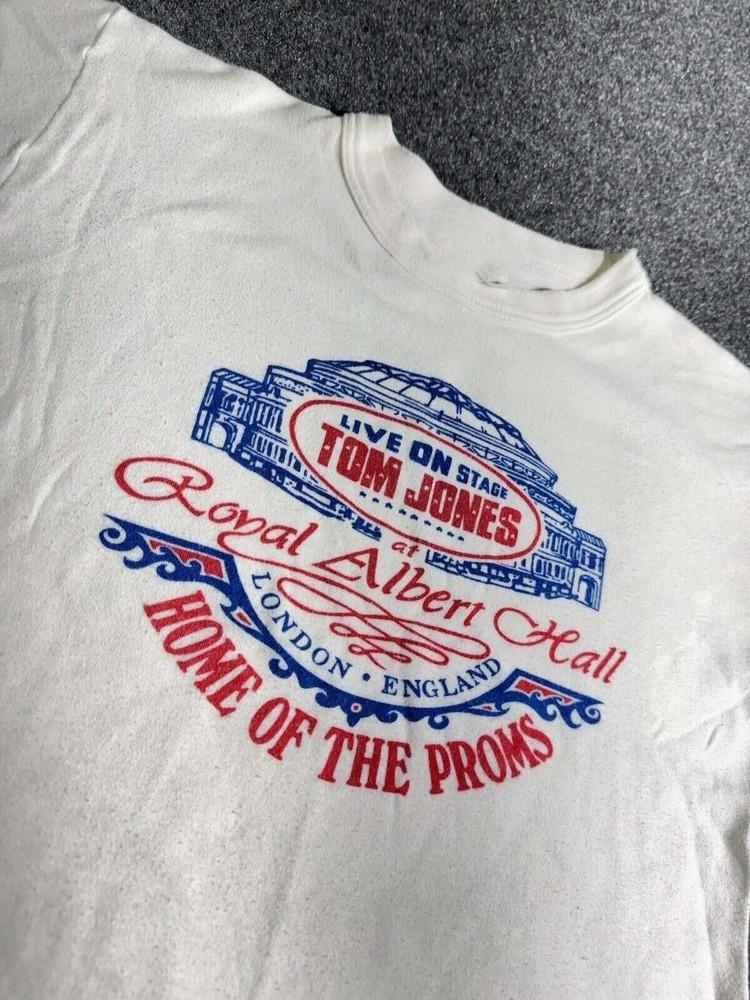 LIVE ON STAGE
TOM JONES
at
Royal Albert Hall
LONDON • ENGLAND
HOME OF THE PROMS